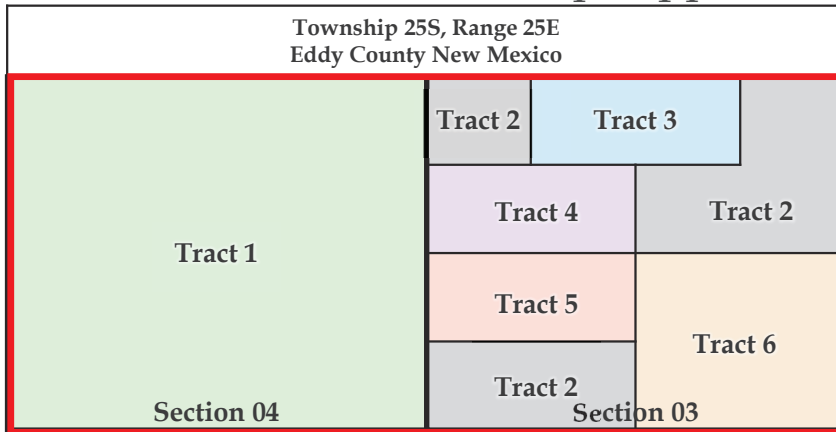 Township 25S, Range 25E
Eddy County New Mexico
Tract 2
Tract 3
Tract 4
Tract 2
Tract 1
Tract 5
Tract 6
Tract 2
Section 04
Section 03